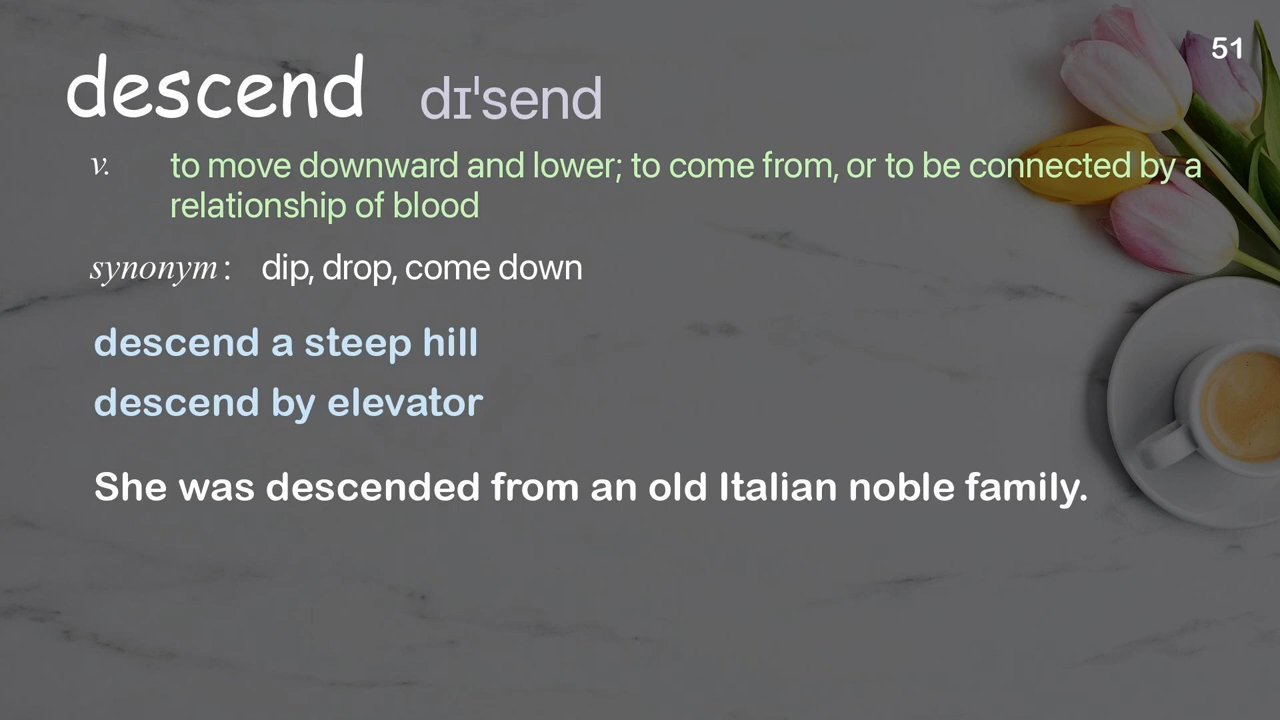 51
descend dɪˈsend
v. to move downward and lower; to come from, or to be connected by a
relationship of blood
synonym: dip, drop, come down
descend a steep hill
descend by elevator
She was descended from an old Italian noble family.